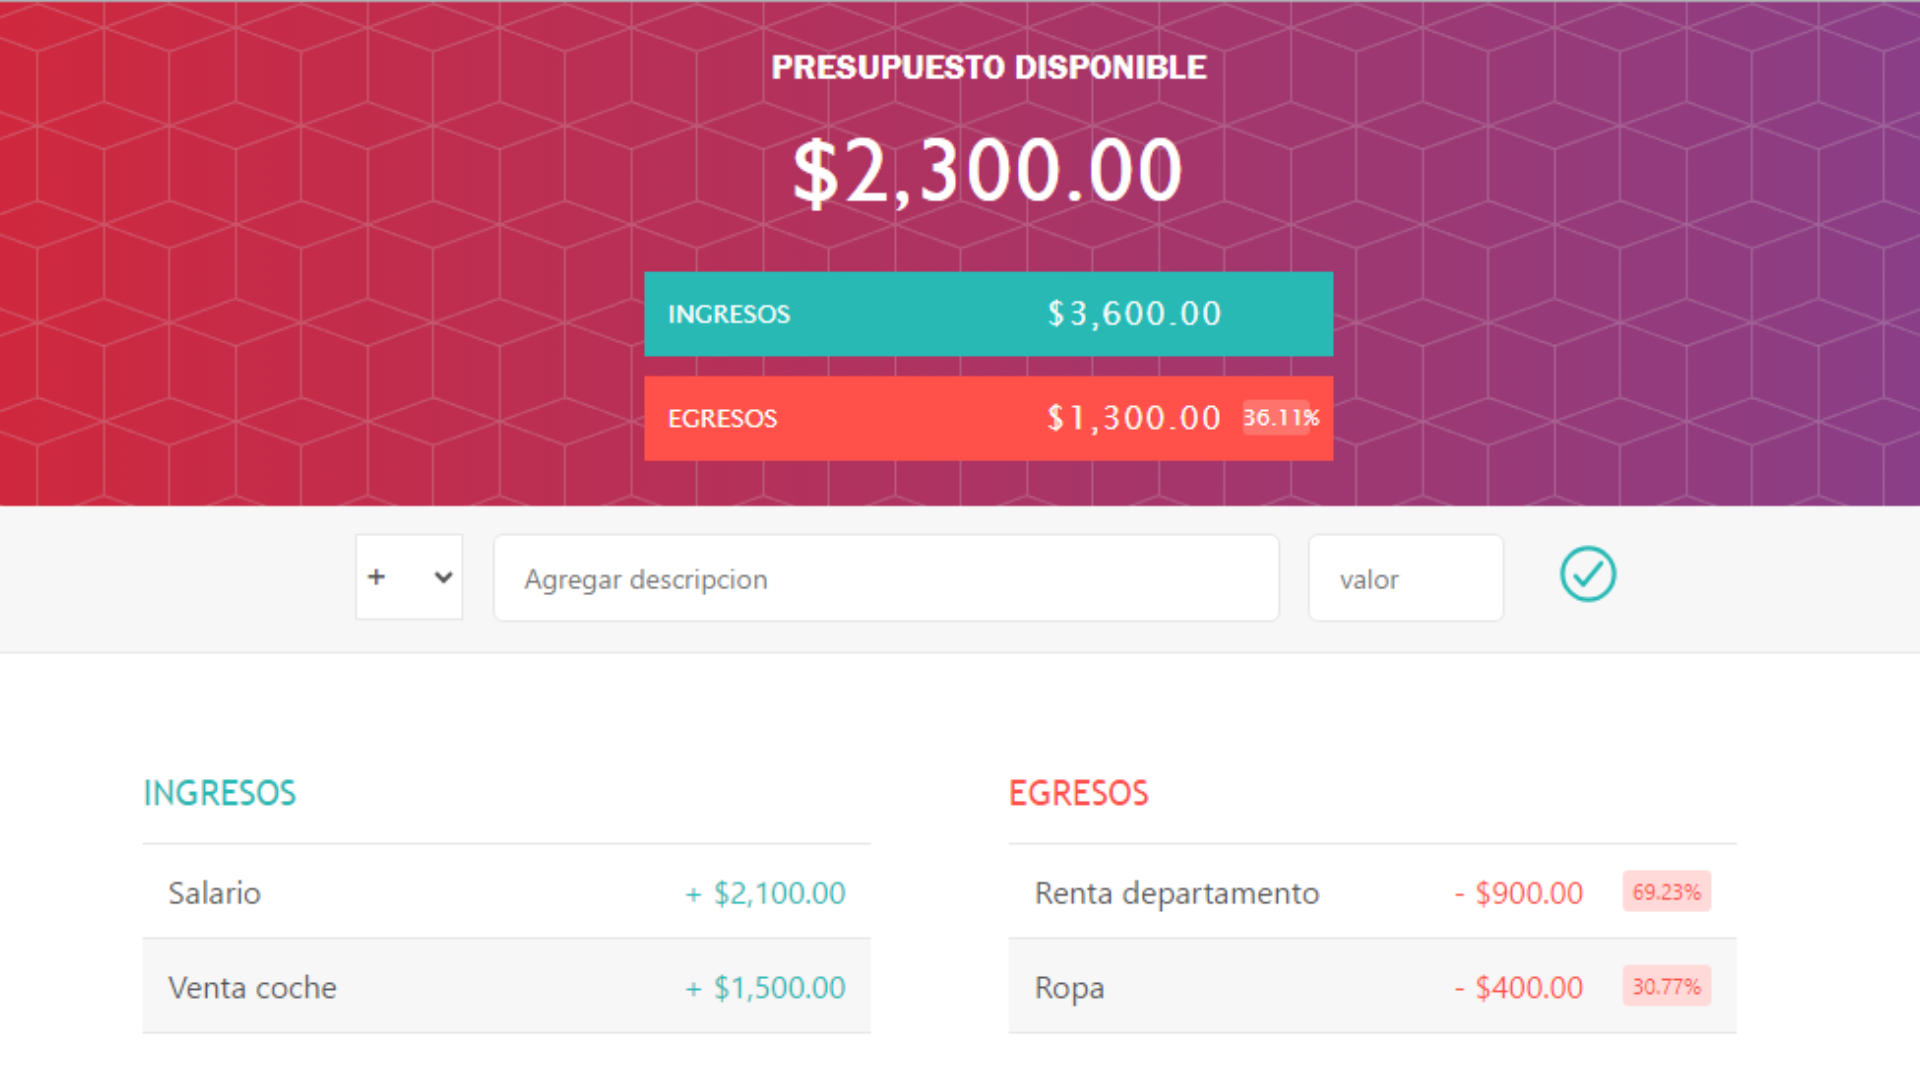 PRESUPUESTO DISPONIBLE
$2,300.00
INGRESOS $3,600.00
EGRESOS $1,300.00 36.11%
+ Agregar descripcion valor
INGRESOS
Salario + $2,100.00
Venta coche + $1,500.00
EGRESOS
Renta departamento - $900.00 69.23%
Ropa - $400.00 30.77%